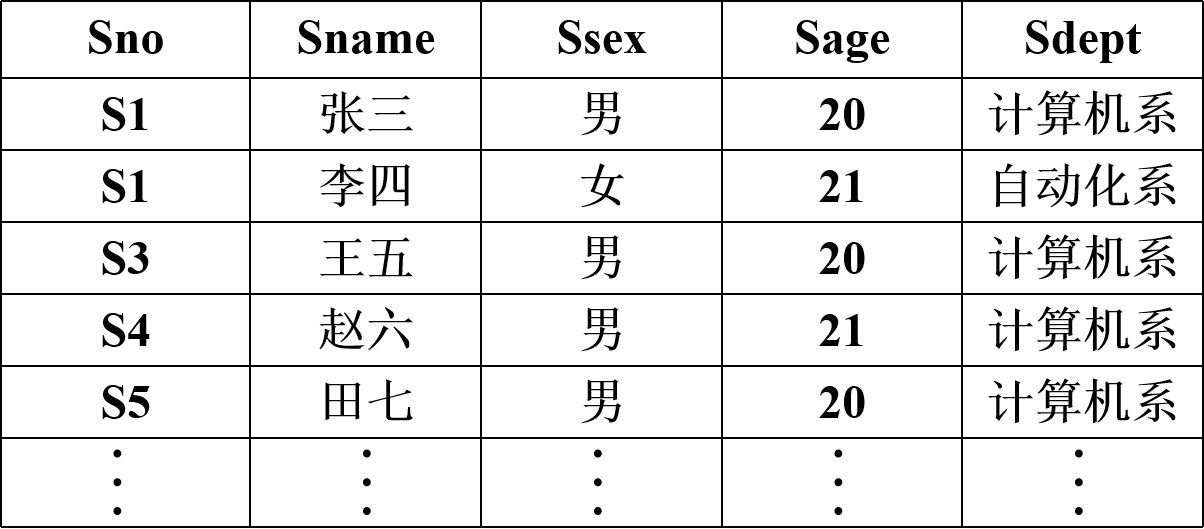 Sno Sname Ssex Sage Sdept
S1 张三 男 20 计算机系
S1 李四 女 21 自动化系
S3 王五 男 20 计算机系
S4 赵六 男 21 计算机系
S5 田七 男 20 计算机系
⋮ ⋮ ⋮ ⋮ ⋮